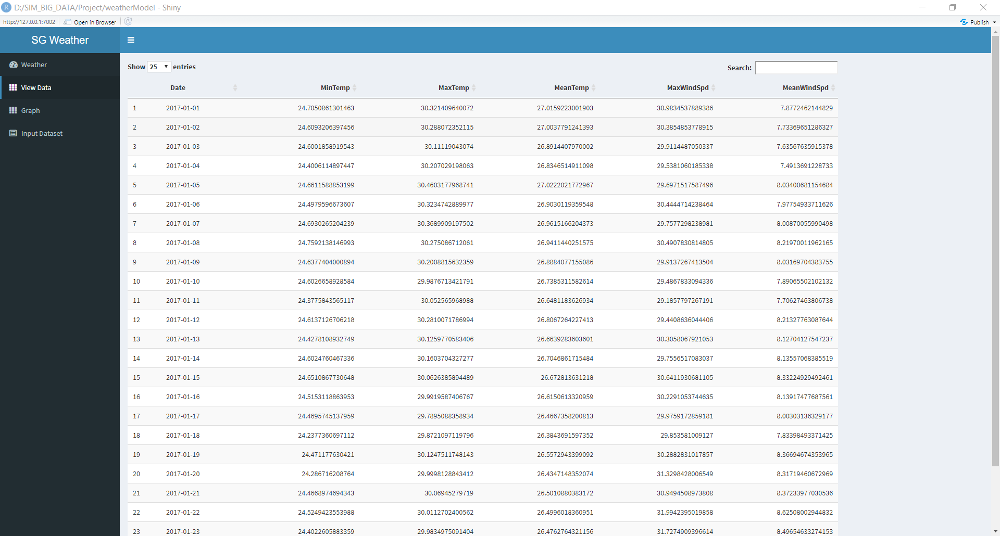 D:/SIM_BIG_DATA/Project/weatherModel - Shiny
http://127.0.0.1:7002 Open in Browser Publish
SG Weather
Weather
View Data
Graph
Input Dataset
Show 25 entries Search:
Date MinTemp MaxTemp MeanTemp MaxWindSpd MeanWindSpd
1 2017-01-01 24.7050861301463 30.321409640072 27.0159223001903 30.9834537889386 7.8772462144829
2 2017-01-02 24.6093206397456 30.288072352115 27.0037791241393 30.3854853778915 7.73369651286327
3 2017-01-03 24.6001858919543 30.11119043074 26.8914407970002 29.9114487050337 7.63567635915378
4 2017-01-04 24.4006114897447 30.207029198063 26.8346514911098 29.5381060185338 7.4913691228733
5 2017-01-05 24.6611588853199 30.4603177968741 27.0222021772967 29.6971517587496 8.03400681154684
6 2017-01-06 24.4979596673607 30.3234742889977 26.9030119359548 30.4444714238464 7.97754933711626
7 2017-01-07 24.6930265204239 30.3689909197502 26.9615166204373 29.7577298238981 8.00870055990498
8 2017-01-08 24.7592138146993 30.275086712061 26.9411440251575 30.4907830814805 8.21970011962165
9 2017-01-09 24.6377404000894 30.2008815632359 26.8884077155086 29.9137267413504 8.03169704383755
10 2017-01-10 24.6026658928584 29.9876713421791 26.7385311582614 29.4867833094336 7.89065502102132
11 2017-01-11 24.3775843565117 30.052565968988 26.6481183626934 29.1857797267191 7.70627463806738
12 2017-01-12 24.6137126706218 30.2810071786994 26.8067264227413 29.4408636044406 8.21327763087644
13 2017-01-13 24.4278108932749 30.1259770583406 26.6639283603601 30.3058067921053 8.12704127547237
14 2017-01-14 24.6024760467336 30.1603704327277 26.7046861715484 29.7556517083037 8.13557068385519
15 2017-01-15 24.6510867730648 30.0626385894489 26.672813631218 30.6411930681105 8.33224929492461
16 2017-01-16 24.5153118863953 29.9919587406767 26.6150613320959 30.2291053744635 8.13917477687561
17 2017-01-17 24.4695745137959 29.7895088358934 26.4667358200813 29.9759172859181 8.00303136329177
18 2017-01-18 24.2377360697112 29.8721097119796 26.3843691597352 29.853581009127 7.83398493371425
19 2017-01-19 24.471177630421 30.1247511748143 26.5572943399092 30.2882831017857 8.36694674353965
20 2017-01-20 24.286716208764 29.9998128843412 26.4347148352074 31.3298428006549 8.31719460672969
21 2017-01-21 24.4668974694343 30.06945279719 26.5010880383172 30.9494508973808 8.37233977030536
22 2017-01-22 24.5249423553988 30.0112702400562 26.4996018360951 31.9942395019858 8.62508002944832
23 2017-01-23 24.4022605883359 29.9834975091404 26.4762764321156 31.7274909396614 8.49654633274153